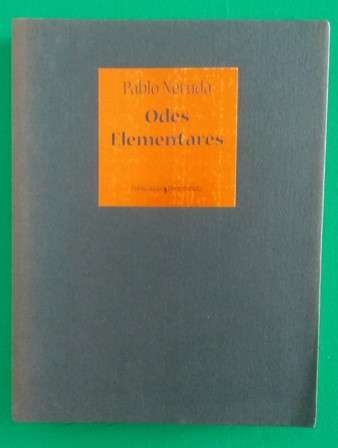 Pablo Neruda
Odes
Elementares